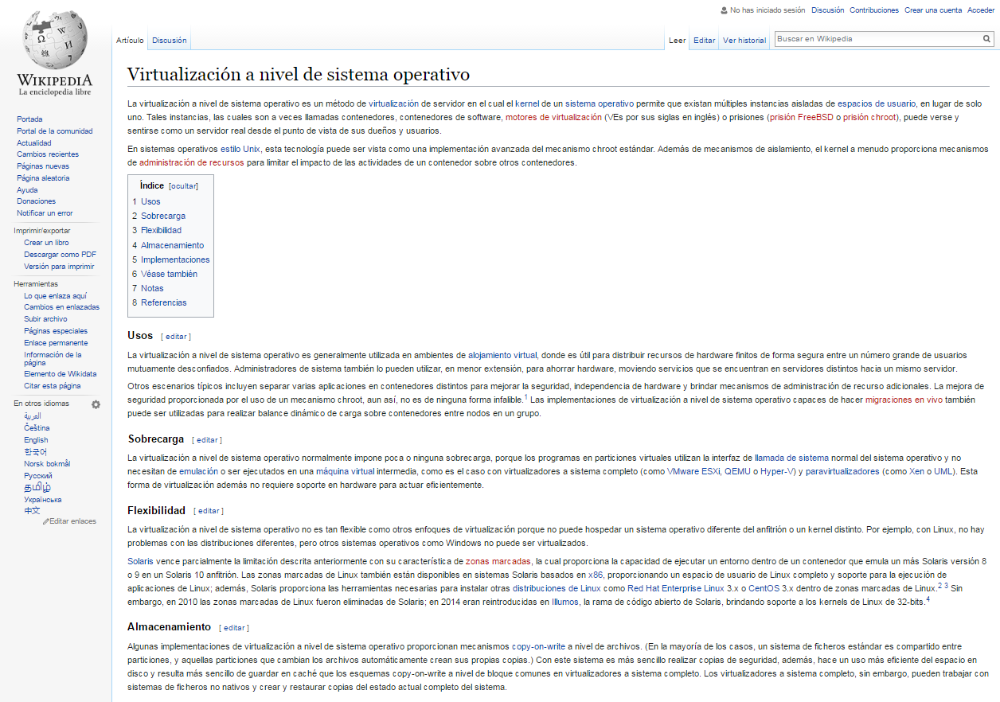 No has iniciado sesión Discusión Contribuciones Crear una cuenta Acceder
WIKIPEDIA
La enciclopedia libre
Artículo Discusión Leer Editar Ver historial Buscar en Wikipedia
Portada
Portal de la comunidad
Actualidad
Cambios recientes
Páginas nuevas
Página aleatoria
Ayuda
Donaciones
Notificar un error
Imprimir/exportar
Crear un libro
Descargar como PDF
Versión para imprimir
Herramientas
Lo que enlaza aquí
Cambios en enlazadas
Subir archivo
Páginas especiales
Enlace permanente
Información de la
página
Elemento de Wikidata
Citar esta página
En otros idiomas
العربية
Čeština
English
한국어
Norsk bokmål
Русский
தமிழ்
Українська
中文
Editar enlaces
Virtualización a nivel de sistema operativo
La virtualización a nivel de sistema operativo es un método de virtualización de servidor en el cual el kernel de un sistema operativo permite que existan múltiples instancias aisladas de espacios de usuario, en lugar de solo
uno. Tales instancias, las cuales son a veces llamadas contenedores, contenedores de software, motores de virtualización (VEs por sus siglas en inglés) o prisiones (prisión FreeBSD o prisión chroot), puede verse y
sentirse como un servidor real desde el punto de vista de sus dueños y usuarios.
En sistemas operativos estilo Unix, esta tecnología puede ser vista como una implementación avanzada del mecanismo chroot estándar. Además de mecanismos de aislamiento, el kernel a menudo proporciona mecanismos
de administración de recursos para limitar el impacto de las actividades de un contenedor sobre otros contenedores.
Índice [ocultar]
1 Usos
2 Sobrecarga
3 Flexibilidad
4 Almacenamiento
5 Implementaciones
6 Véase también
7 Notas
8 Referencias
Usos [ editar ]
La virtualización a nivel de sistema operativo es generalmente utilizada en ambientes de alojamiento virtual, donde es útil para distribuir recursos de hardware finitos de forma segura entre un número grande de usuarios
mutuamente desconfiados. Administradores de sistema también lo pueden utilizar, en menor extensión, para ahorrar hardware, moviendo servicios que se encuentran en servidores distintos hacia un mismo servidor.
Otros escenarios típicos incluyen separar varias aplicaciones en contenedores distintos para mejorar la seguridad, independencia de hardware y brindar mecanismos de administración de recurso adicionales. La mejora de
seguridad proporcionada por el uso de un mecanismo chroot, aun así, no es de ninguna forma infalible.1 Las implementaciones de virtualización a nivel de sistema operativo capaces de hacer migraciones en vivo también
puede ser utilizadas para realizar balance dinámico de carga sobre contenedores entre nodos en un grupo.
Sobrecarga [ editar ]
La virtualización a nivel de sistema operativo normalmente impone poca o ninguna sobrecarga, porque los programas en particiones virtuales utilizan la interfaz de llamada de sistema normal del sistema operativo y no
necesitan de emulación o ser ejecutados en una máquina virtual intermedia, como es el caso con virtualizadores a sistema completo (como VMware ESXi, QEMU o Hyper-V) y paravirtualizadores (como Xen o UML). Esta
forma de virtualización además no requiere soporte en hardware para actuar eficientemente.
Flexibilidad [ editar ]
La virtualización a nivel de sistema operativo no es tan flexible como otros enfoques de virtualización porque no puede hospedar un sistema operativo diferente del anfitrión o un kernel distinto. Por ejemplo, con Linux, no hay
problemas con las distribuciones diferentes, pero otros sistemas operativos como Windows no puede ser virtualizados.
Solaris vence parcialmente la limitación descrita anteriormente con su característica de zonas marcadas, la cual proporciona la capacidad de ejecutar un entorno dentro de un contenedor que emula un más Solaris versión 8
o 9 en un Solaris 10 anfitrión. Las zonas marcadas de Linux también están disponibles en sistemas Solaris basados en x86, proporcionando un espacio de usuario de Linux completo y soporte para la ejecución de
aplicaciones de Linux; además, Solaris proporciona las herramientas necesarias para instalar otras distribuciones de Linux como Red Hat Enterprise Linux 3.x o CentOS 3.x dentro de zonas marcadas de Linux.2 3 Sin
embargo, en 2010 las zonas marcadas de Linux fueron eliminadas de Solaris; en 2014 eran reintroducidas en Illumos, la rama de código abierto de Solaris, brindando soporte a los kernels de Linux de 32-bits.4
Almacenamiento [ editar ]
Algunas implementaciones de virtualización a nivel de sistema operativo proporcionan mecanismos copy-on-write a nivel de archivos. (En la mayoría de los casos, un sistema de ficheros estándar es compartido entre
particiones, y aquellas particiones que cambian los archivos automáticamente crean sus propias copias.) Con este sistema es más sencillo realizar copias de seguridad, además, hace un uso más eficiente del espacio en
disco y resulta más sencillo de guardar en caché que los esquemas copy-on-write a nivel de bloque comunes en virtualizadores a sistema completo. Los virtualizadores a sistema completo, sin embargo, pueden trabajar con
sistemas de ficheros no nativos y crear y restaurar copias del estado actual completo del sistema.